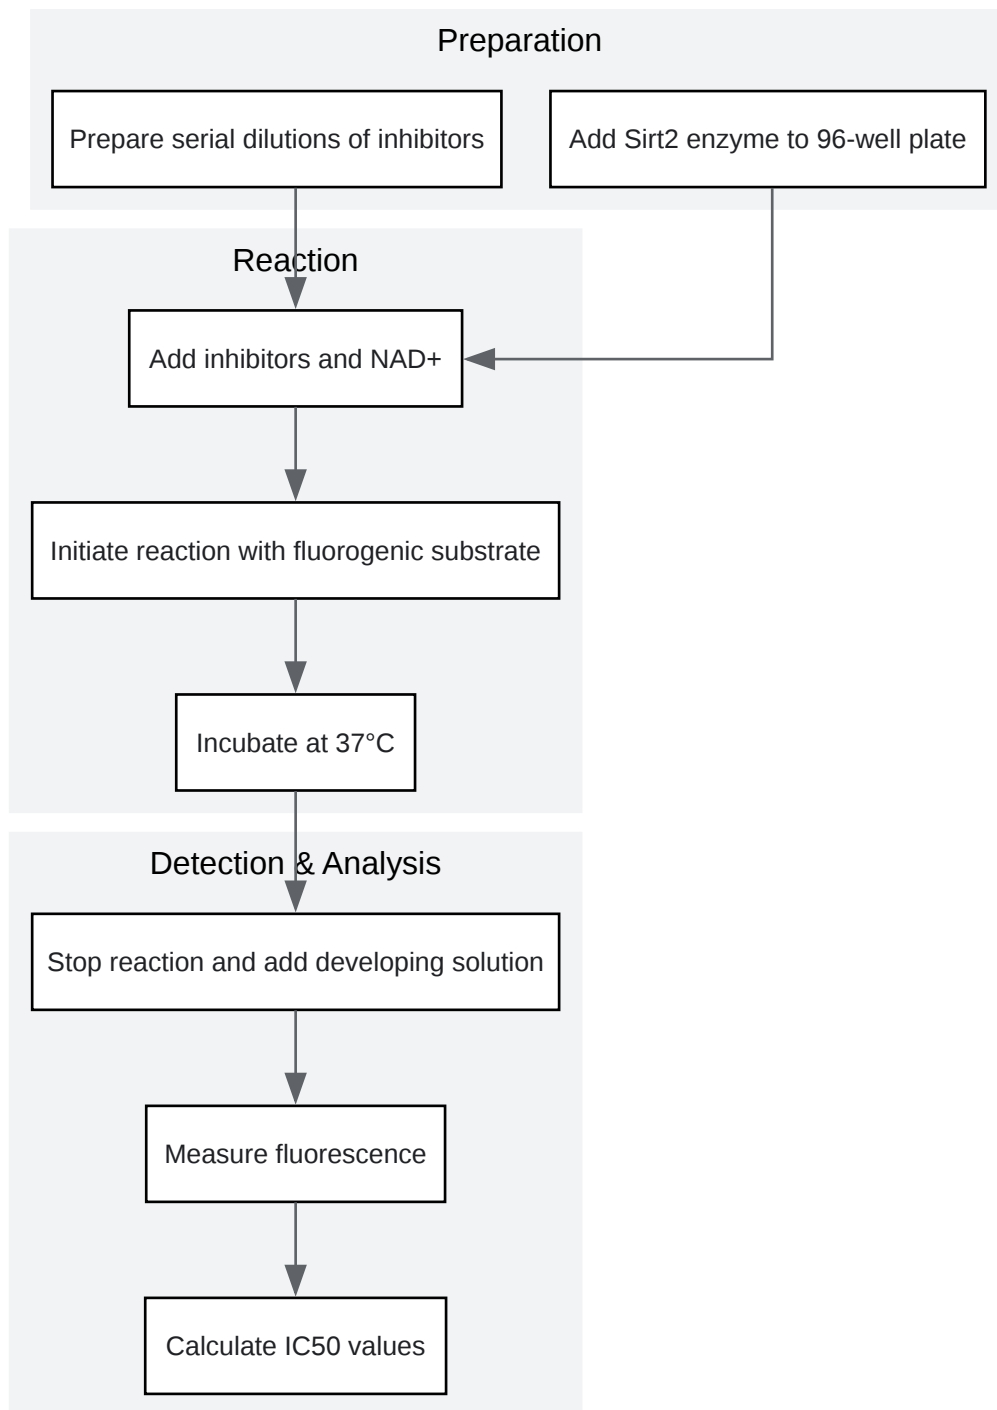 Preparation
Prepare serial dilutions of inhibitors
Add Sirt2 enzyme to 96-well plate
Reaction
Add inhibitors and NAD+
Initiate reaction with fluorogenic substrate
Incubate at 37°C
Detection & Analysis
Stop reaction and add developing solution
Measure fluorescence
Calculate IC50 values